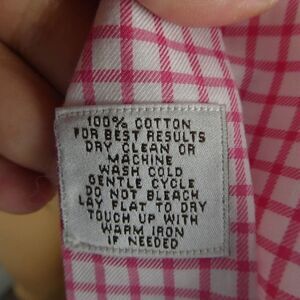 100% COTTON
FOR BEST RESULTS
DRY CLEAN OR
MACHINE
WASH COLD
GENTLE CYCLE
DO NOT BLEACH
LAY FLAT TO DRY
TOUCH UP WITH
WARM IRON
IF NEEDED